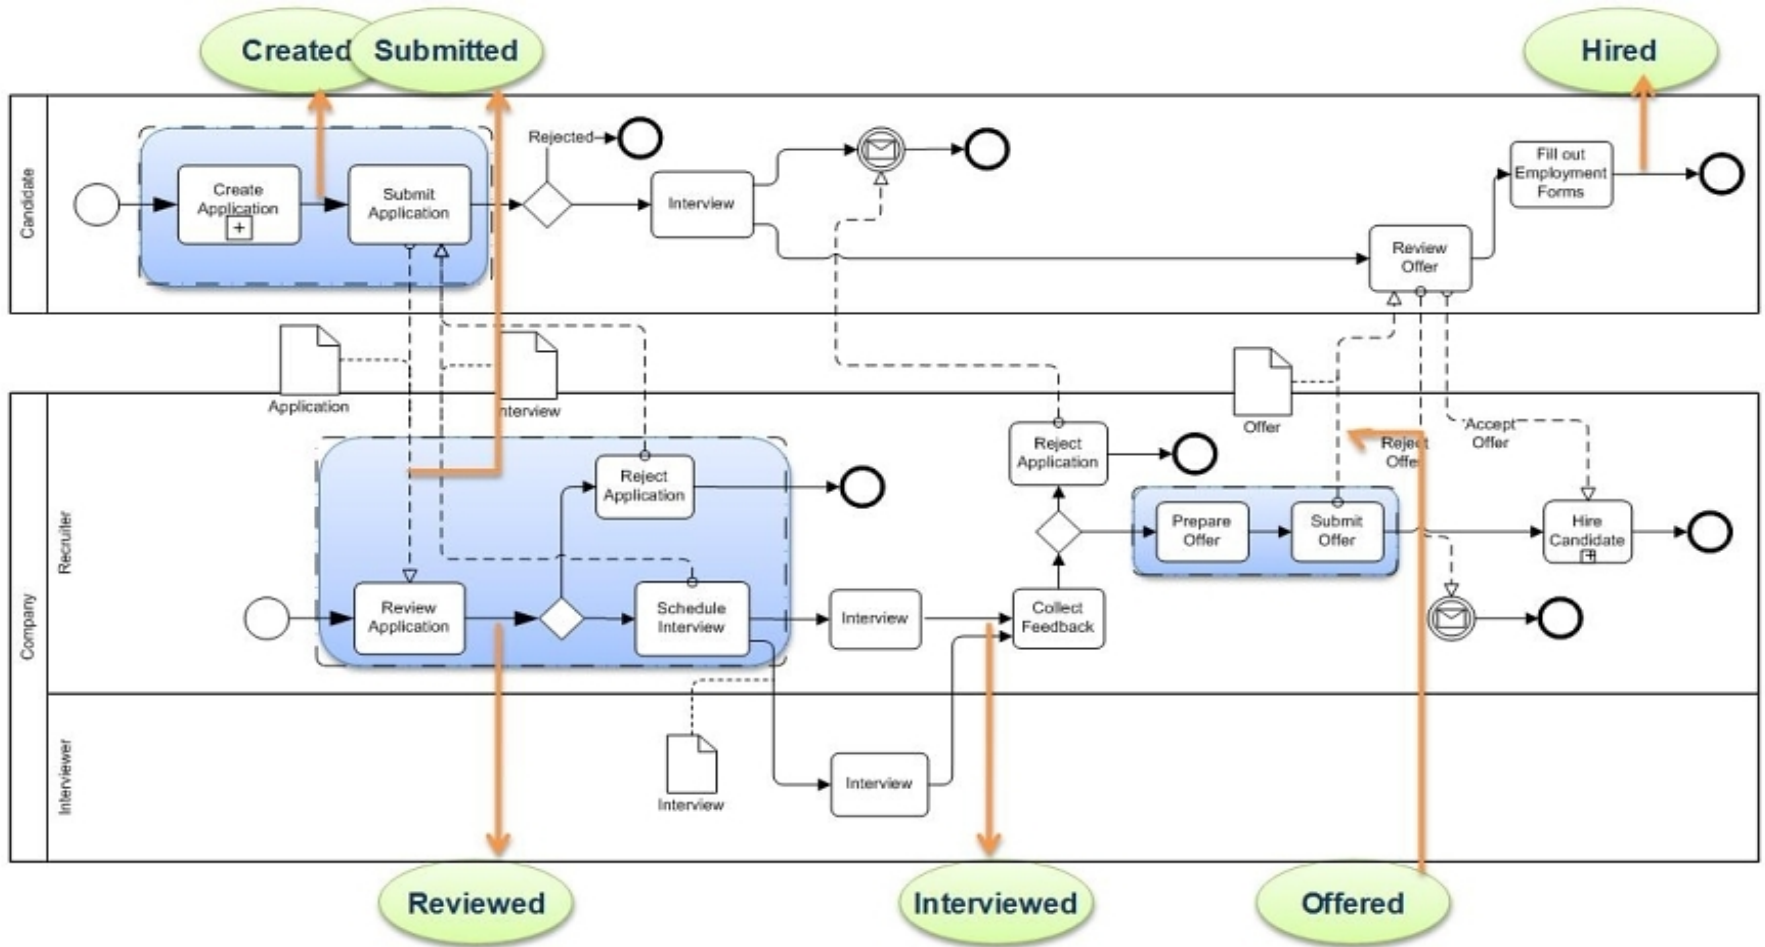 Created
Submitted
Hired
Candidate
Create
Application
Submit
Application
Rejected
Interview
Fill out
Employment
Forms
Review
Offer
Application
nterview
Offer
Reject
Offer
Accept
Offer
Company
Recruiter
Reject
Application
Reject
Application
Prepare
Offer
Submit
Offer
Hire
Candidate
Review
Application
Schedule
Interview
Interview
Collect
Feedback
Interviewer
Interview
Interview
Reviewed
Interviewed
Offered